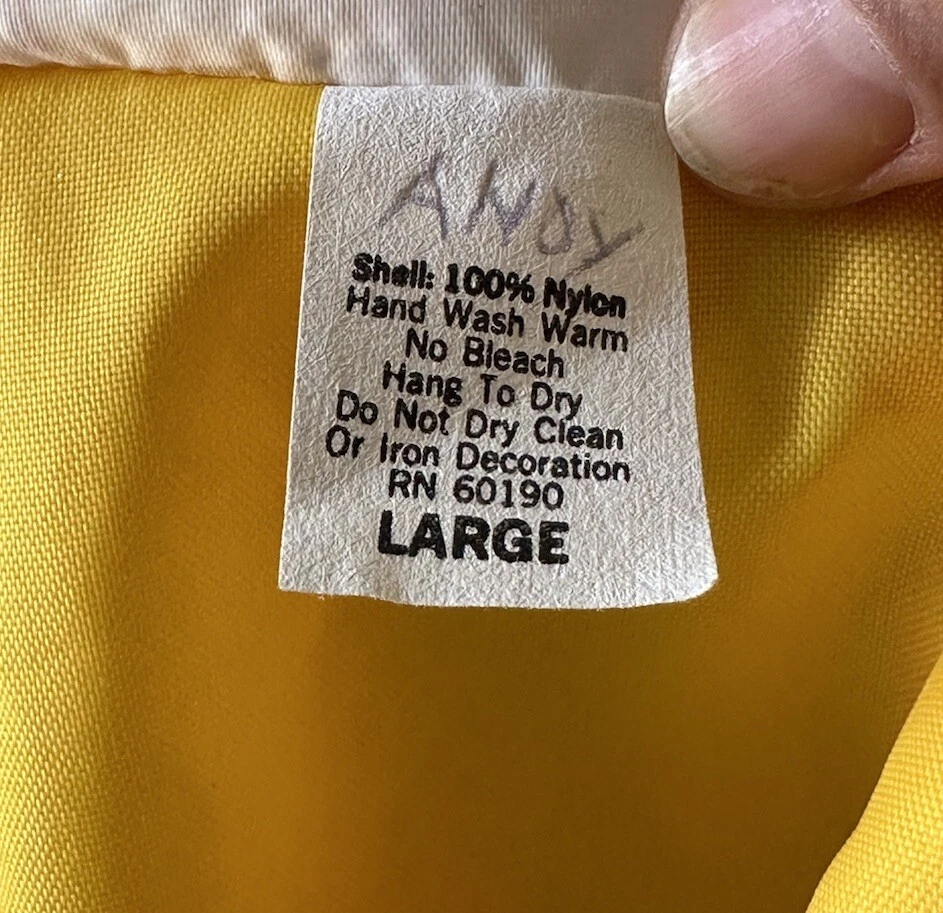 ANDY
Shell: 100% Nylon
Hand Wash Warm
No Bleach
Hang To Dry
Do Not Dry Clean
Or Iron Decoration
RN 60190
LARGE